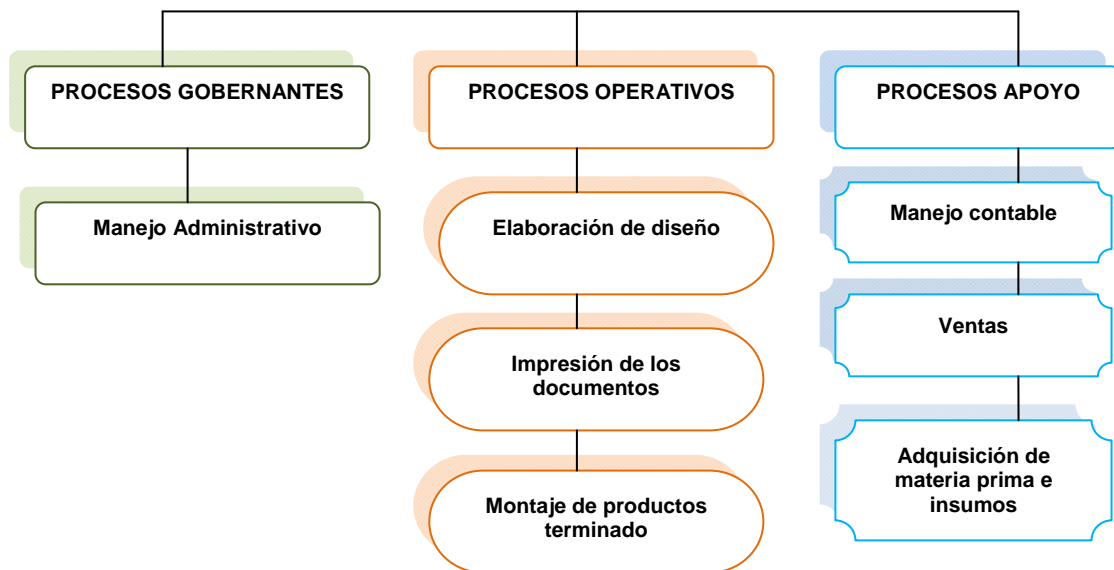 PROCESOS GOBERNANTES
Manejo Administrativo
PROCESOS OPERATIVOS
Elaboración de diseño
Impresión de los
documentos
Montaje de productos
terminado
PROCESOS APOYO
Manejo contable
Ventas
Adquisición de
materia prima e
insumos